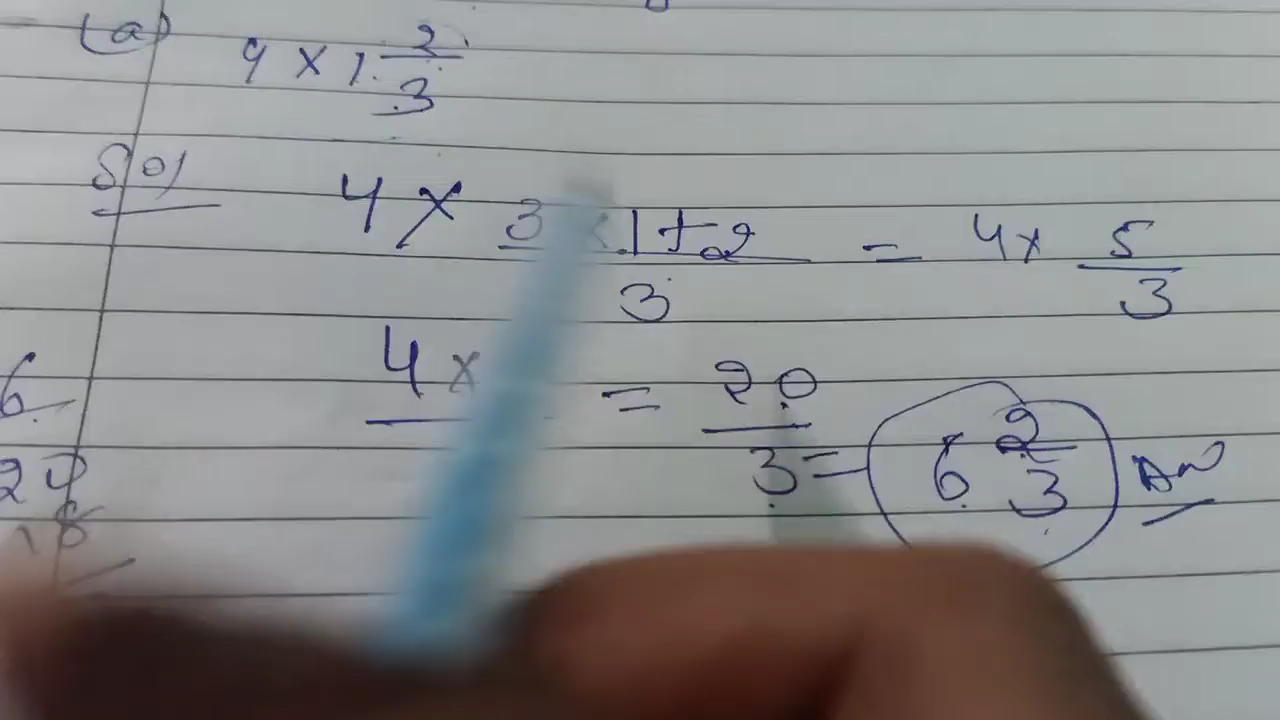 (a) 4 × 1 2/3
Sol 4 × 3 × 1 + 2 / 3 = 4 × 5/3
4 × = 20/3 = 6 2/3 Ans
6
20
18